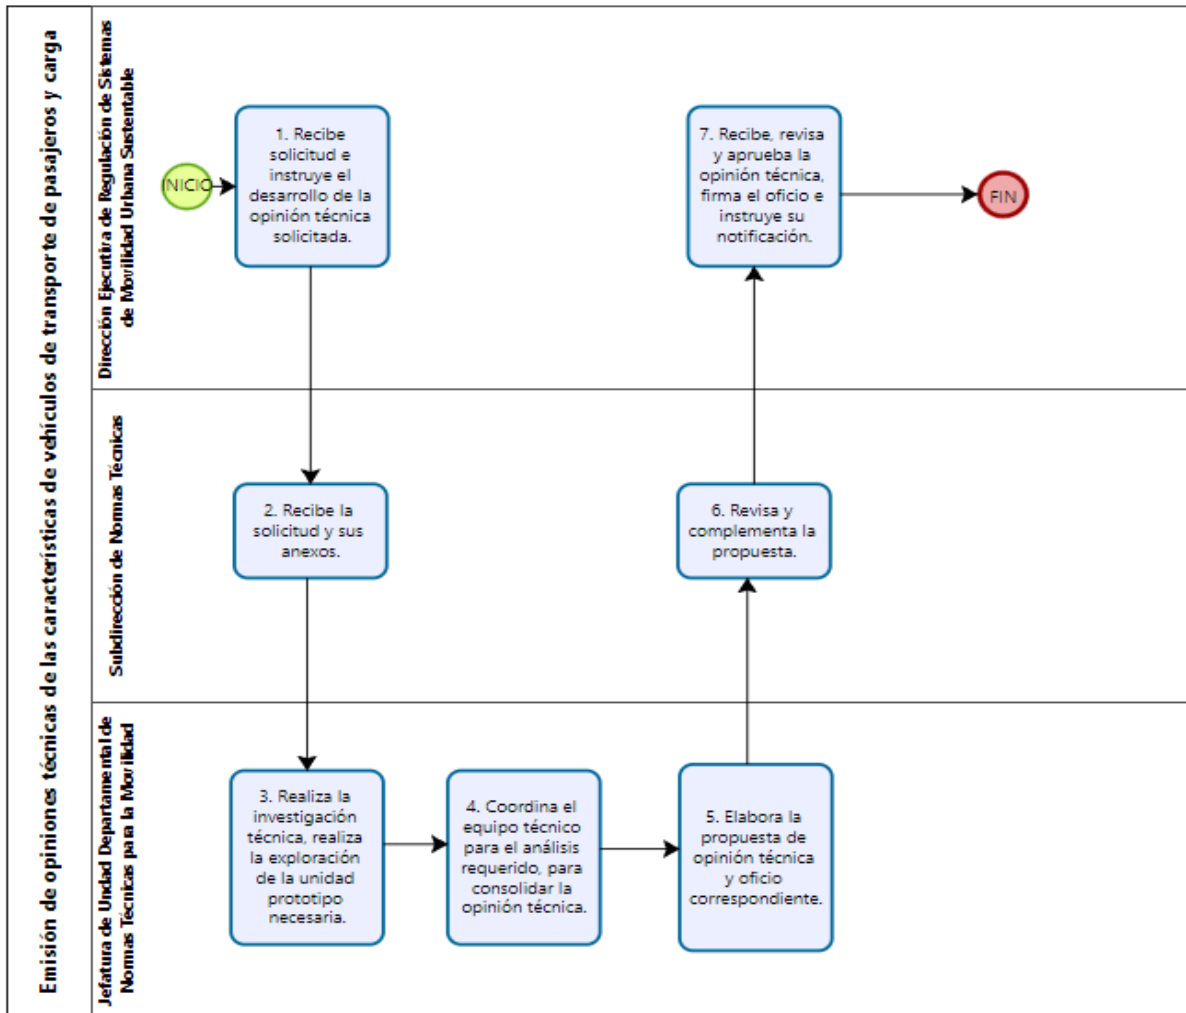 Emisión de opiniones técnicas de las características de vehículos de transporte de pasajeros y carga
Dirección Ejecutira de Regulación de Sistemas
de Movilidad Urbana Sustentable
INICIO
1. Recibe
solicitud e
instruye el
desarrollo de la
opinión técnica
solicitada.
7. Recibe, revisa
y aprueba la
opinión técnica,
firma el oficio e
instruye su
notificación.
FIN
Subdirección de Normas Técnicas
2. Recibe la
solicitud y sus
anexos.
6. Revisa y
complementa la
propuesta.
Jefatura de Unidad Departamental de
Normas Técnicas para la Movilidad
3. Realiza la
investigación
técnica, realiza
la exploración
de la unidad
prototipo
necesaria.
4. Coordina el
equipo técnico
para el análisis
requerido, para
consolidar la
opinión técnica.
5. Elabora la
propuesta de
opinión técnica
y oficio
correspondiente.